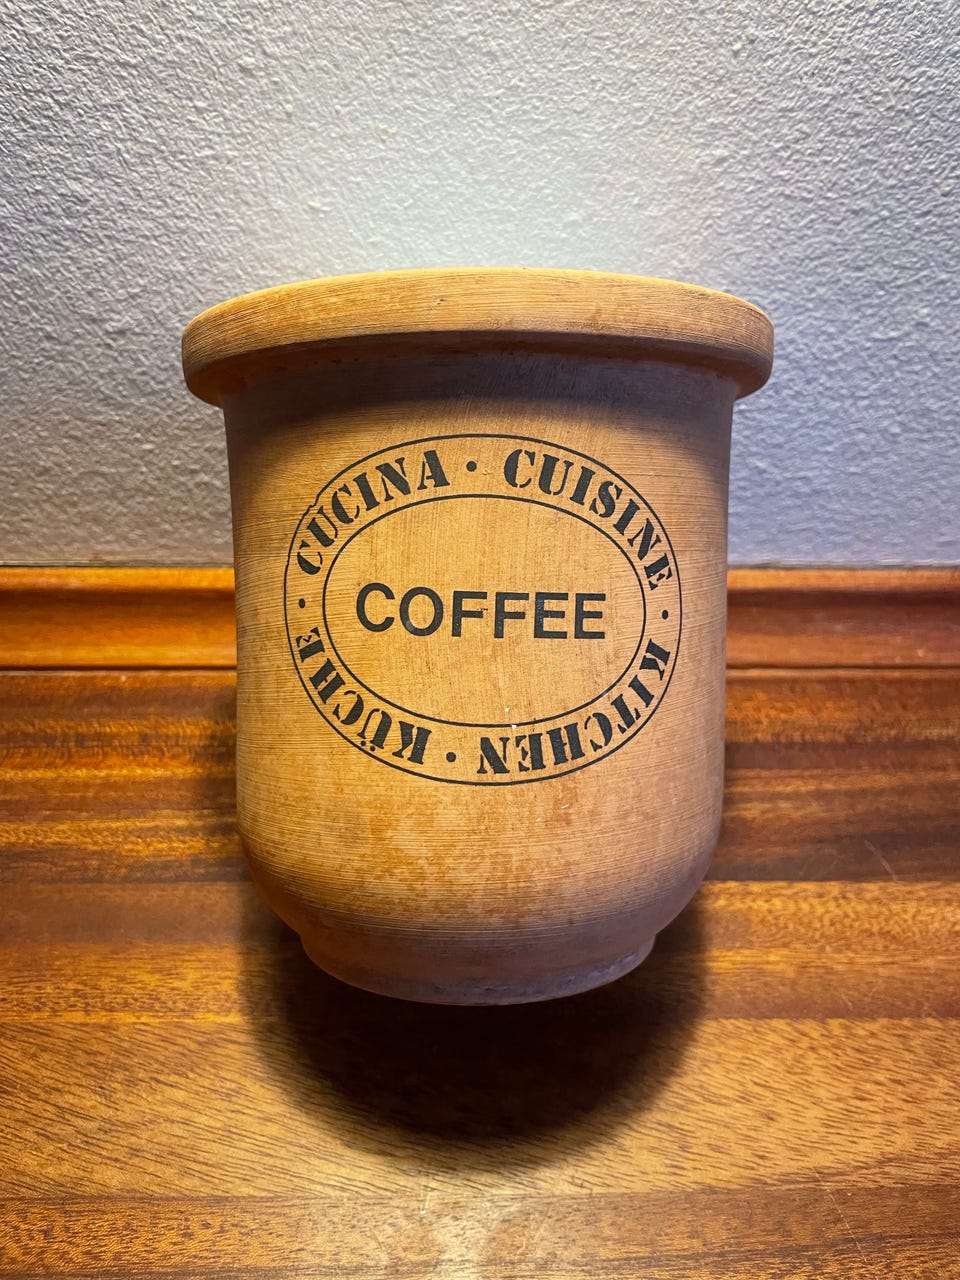 CUCINA · CUISINE · KITCHEN · KÜCHE ·
COFFEE